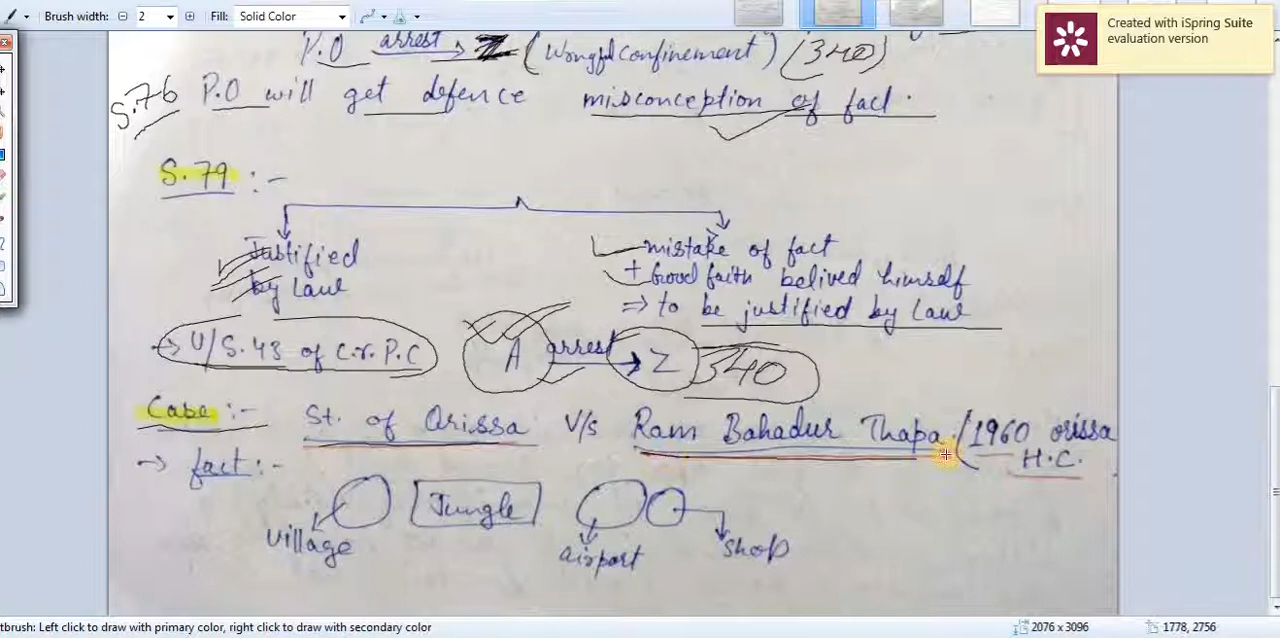 Brush width: 2 Fill: Solid Color
Created with iSpring Suite
evaluation version
P.O arrest → Z (Wongful confinement) (340)
S.76 P.O will get defence misconception of fact.
S.79 :-
Justified
by Law
mistake of fact
+ Good faith belived himself
⇒ to be justified by Law
→ U/S.43 of C.r.P.C
A arrest → Z 340
Case :- St. of Orissa V/s Ram Bahadur Thapa (1960 orissa
H.C.
→ fact :-
Jungle
Village
airport
Shop
tbrush: Left click to draw with primary color, right click to draw with secondary color
2076 x 3096
1778, 2756